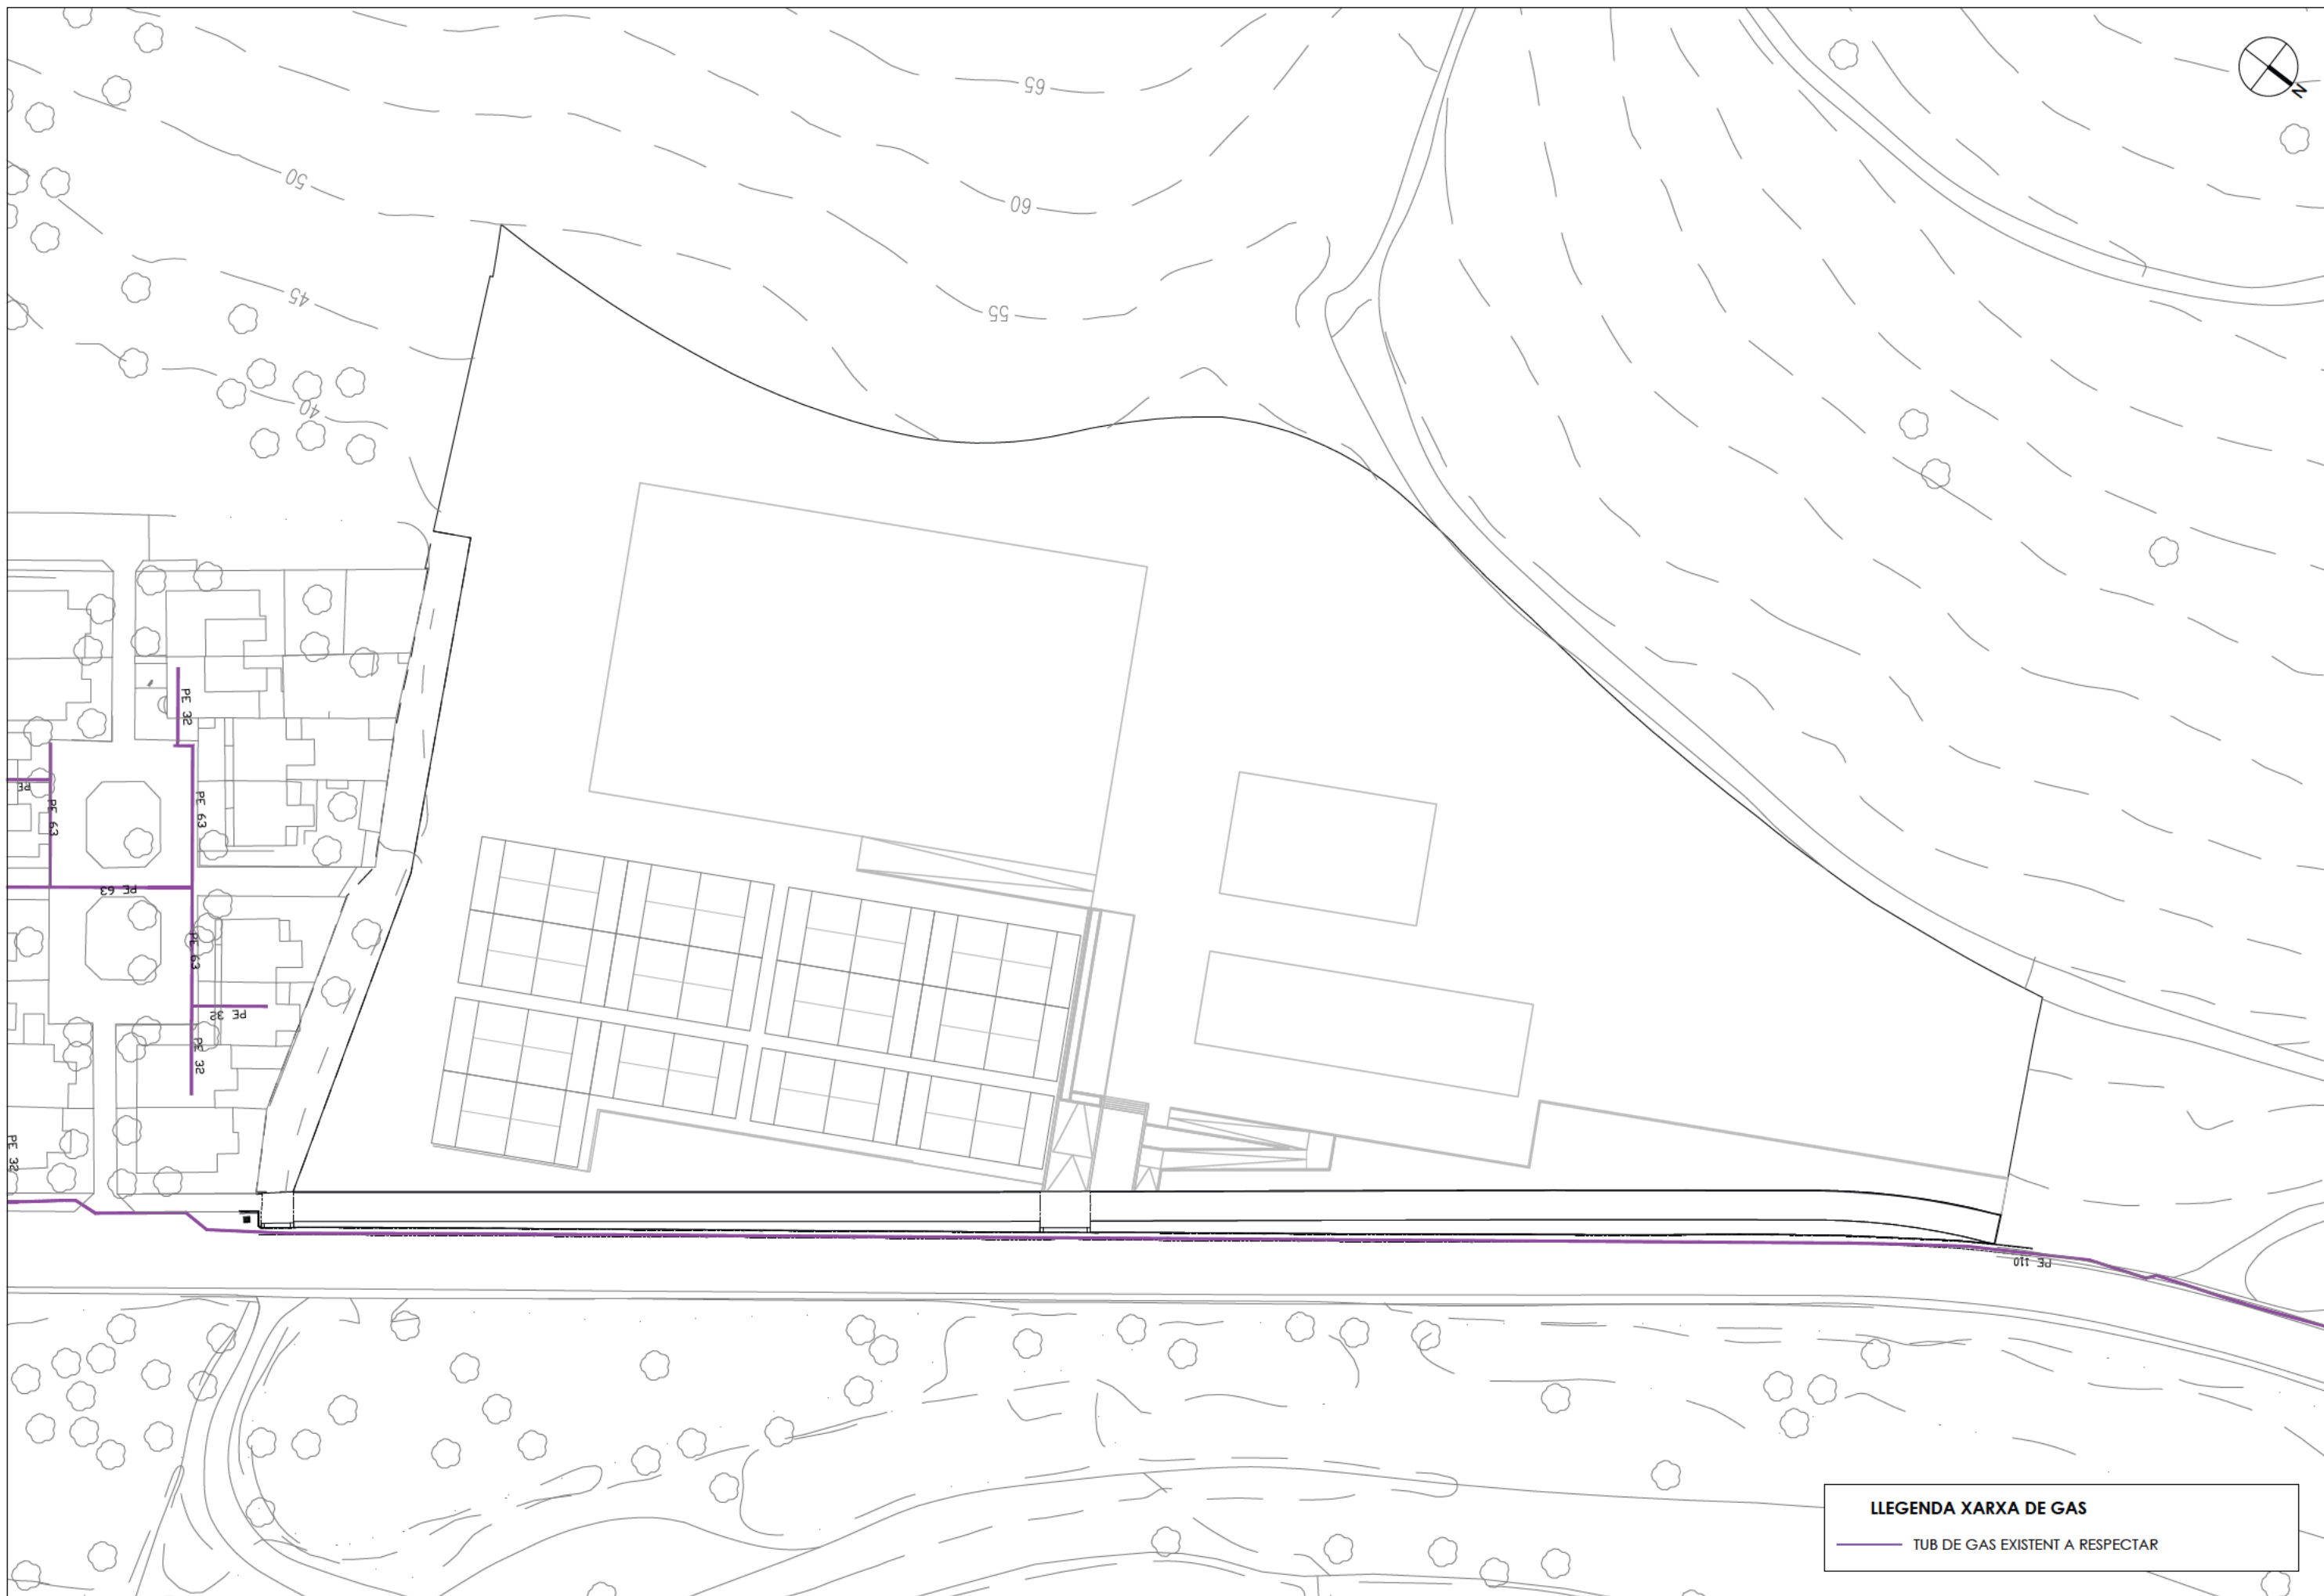 65
N
50
60
45
55
40
PE 32
PE
PE 63
PE 63
PE 63
PE 63
PE 32
PE 32
PE 32
PE 110
LLEGENDA XARXA DE GAS
TUB DE GAS EXISTENT A RESPECTAR